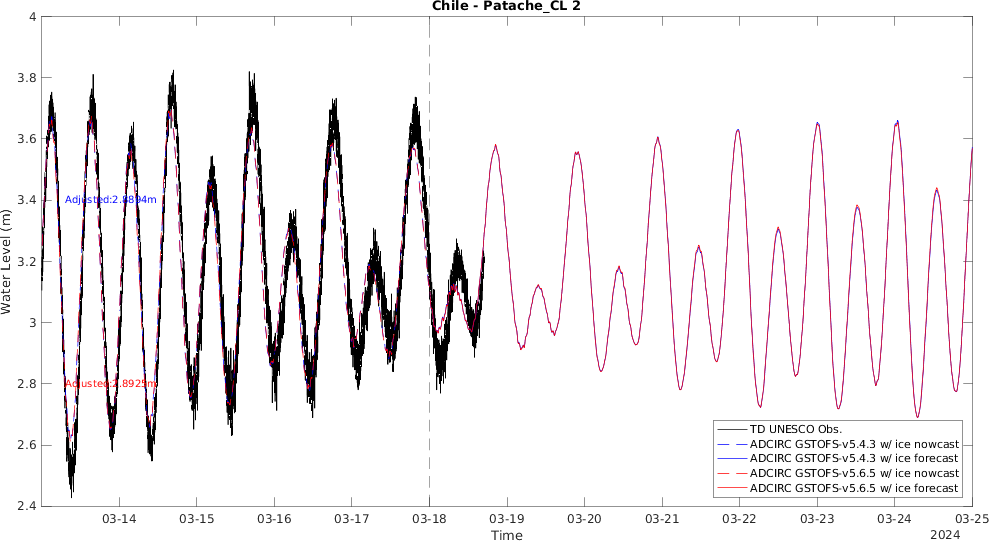 Chile - Patache_CL 2
Water Level (m)
4
3.8
3.6
3.4
3.2
3
2.8
2.6
2.4
Adjusted:2.8894m
Adjusted:2.8925m
TD UNESCO Obs.
ADCIRC GSTOFS-v5.4.3 w/ ice nowcast
ADCIRC GSTOFS-v5.4.3 w/ ice forecast
ADCIRC GSTOFS-v5.6.5 w/ ice nowcast
ADCIRC GSTOFS-v5.6.5 w/ ice forecast
03-14 03-15 03-16 03-17 03-18 03-19 03-20 03-21 03-22 03-23 03-24 03-25
Time
2024